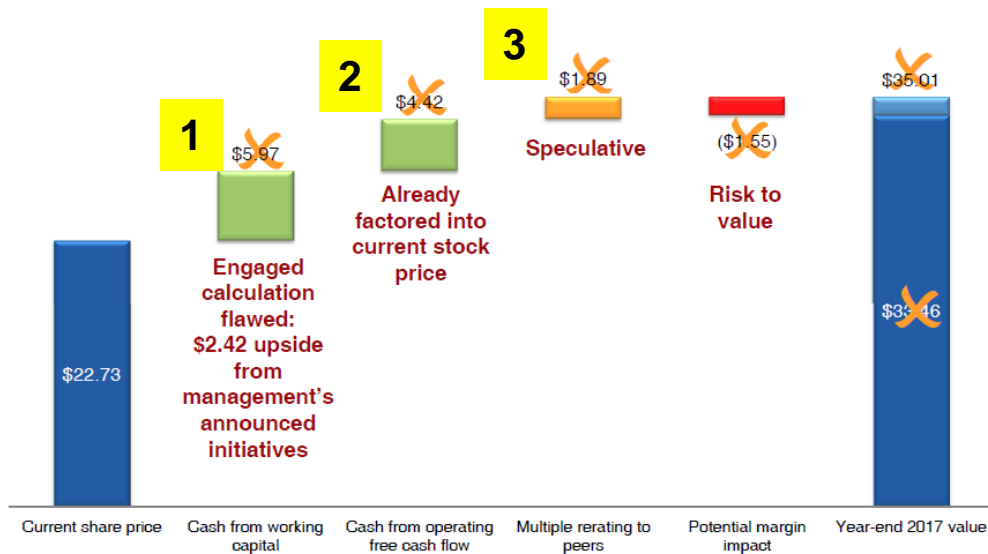 1
2
3
$5.97
$4.42
$1.89
($1.55)
$35.01
$22.73
$33.46
Engaged
calculation
flawed:
$2.42 upside
from
management’s
announced
initiatives
Already
factored into
current stock
price
Speculative
Risk to
value
Current share price
Cash from working
capital
Cash from operating
free cash flow
Multiple rerating to
peers
Potential margin
impact
Year-end 2017 value